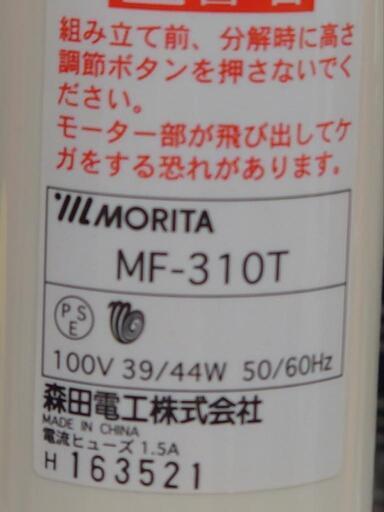 組み立て前、分解時に高さ
調節ボタンを押さないでく
ださい。
モーター部が飛び出してケ
ガをする恐れがあります。
MORITA
MF-310T
PSE
100V 39/44W 50/60Hz
森田電工株式会社
MADE IN CHINA
電流ヒューズ 1.5A
H 163521